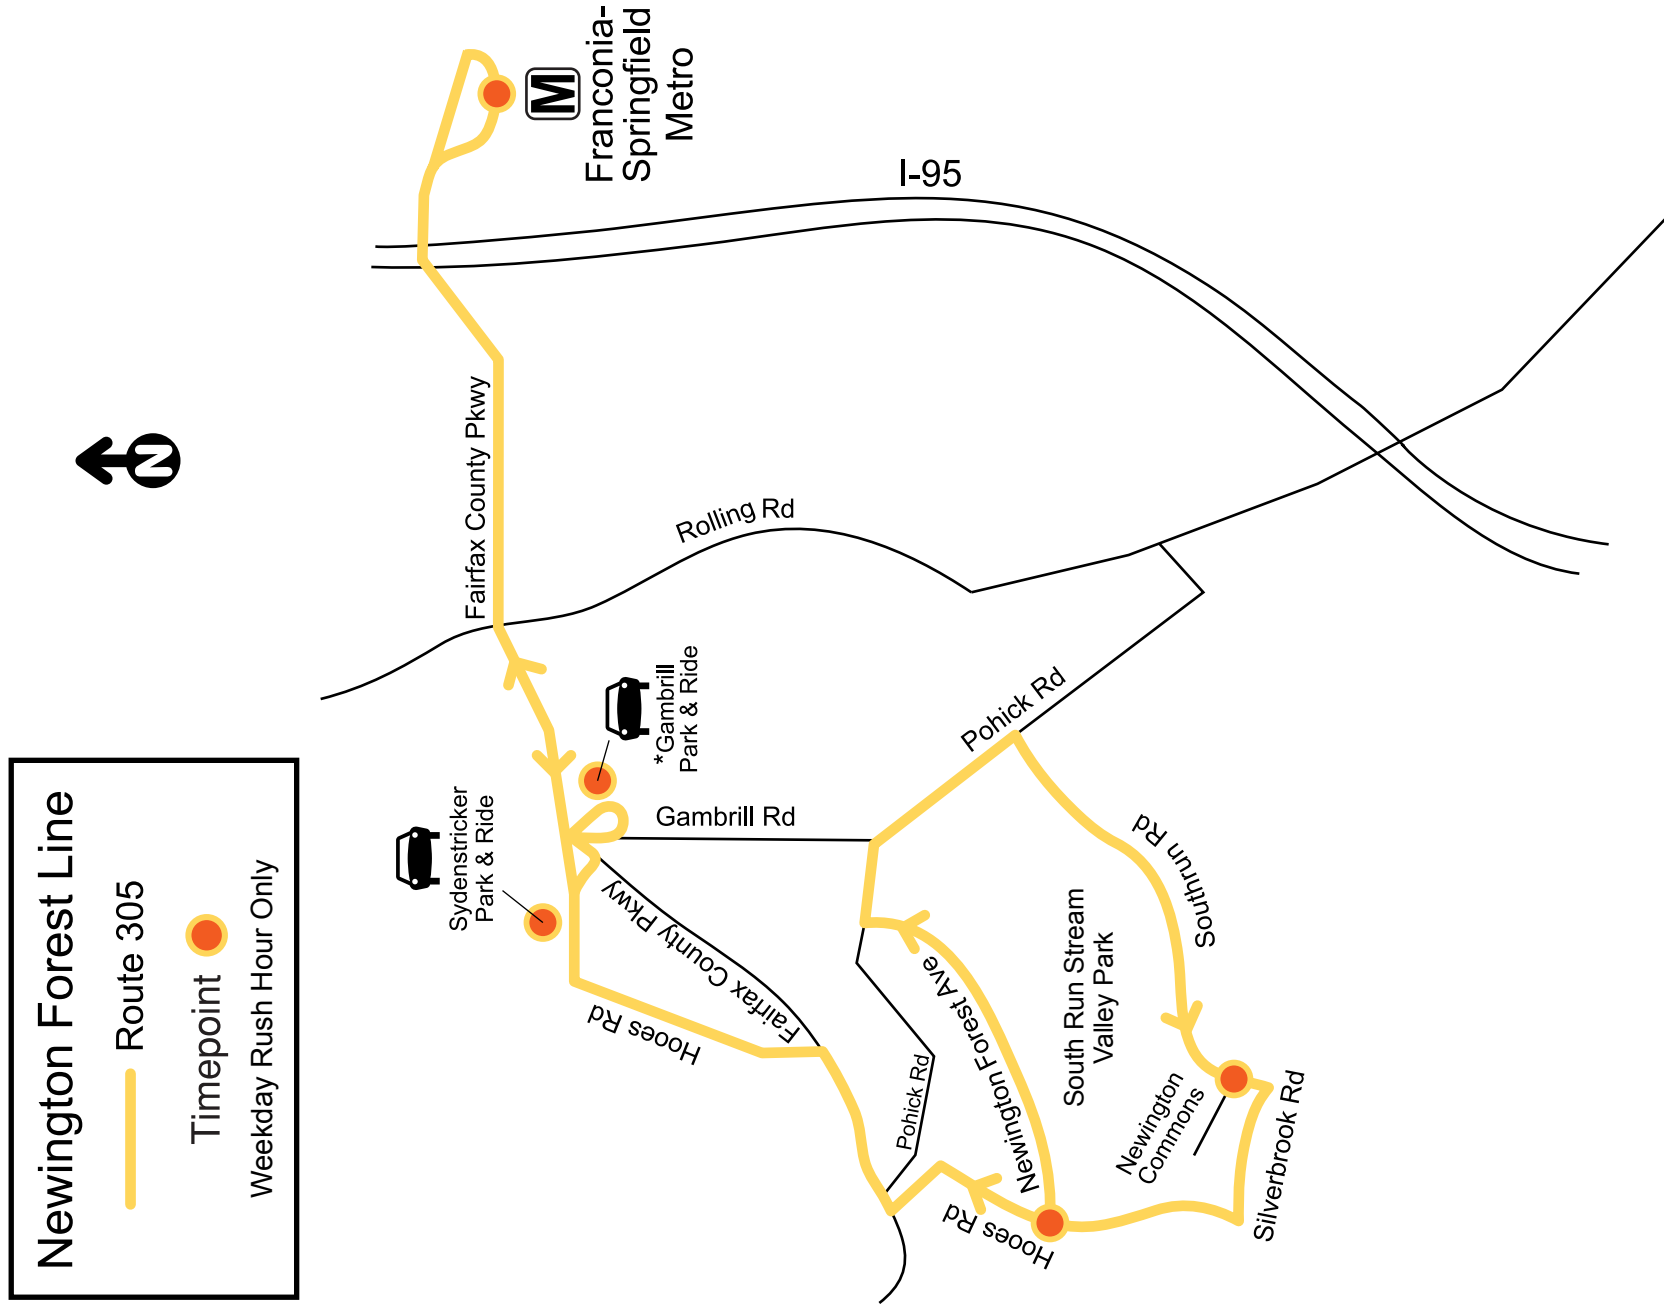 Newington Forest Line
Route 305
Timepoint
Weekday Rush Hour Only
N
M
Franconia-
Springfield
Metro
I-95
Fairfax County Pkwy
Rolling Rd
*Gambrill
Park & Ride
Sydenstricker
Park & Ride
Gambrill Rd
Pohick Rd
Fairfax County Pkwy
Hooes Rd
Southrun Rd
South Run Stream
Valley Park
Newington Forest Ave
Pohick Rd
Newington
Commons
Hooes Rd
Silverbrook Rd